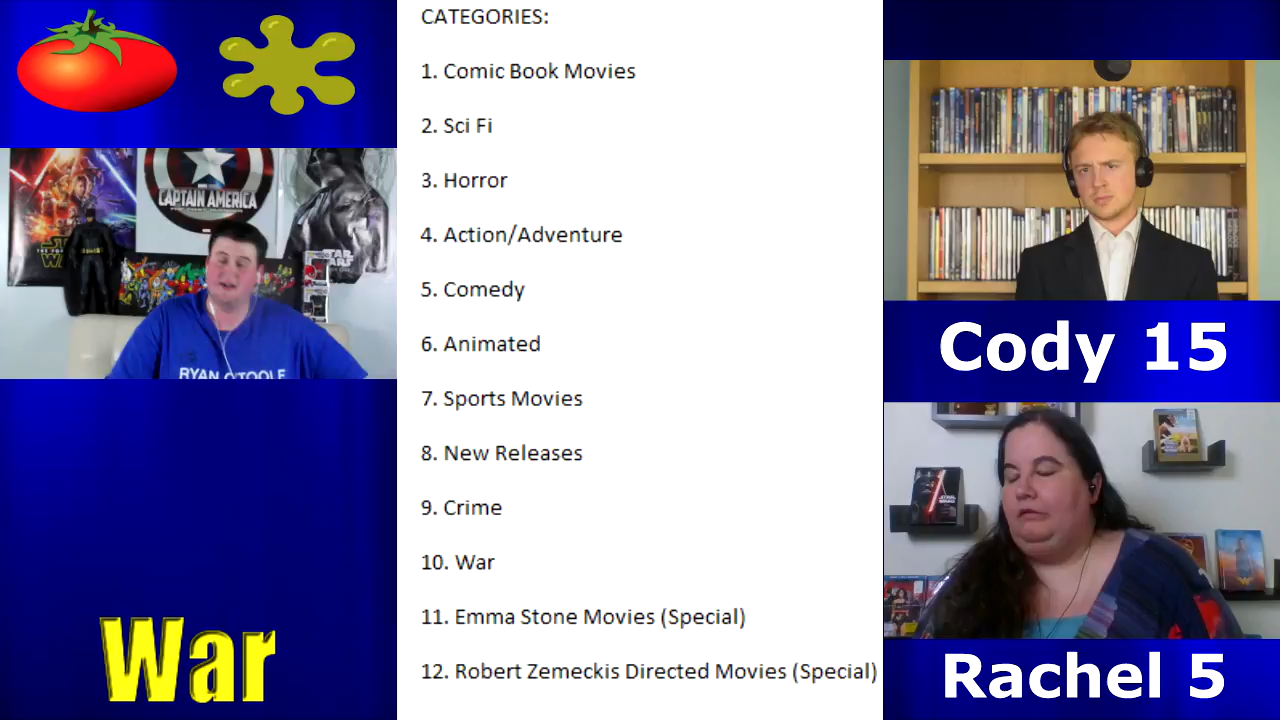 CATEGORIES:
1. Comic Book Movies
2. Sci Fi
3. Horror
4. Action/Adventure
5. Comedy
6. Animated
7. Sports Movies
8. New Releases
9. Crime
10. War
11. Emma Stone Movies (Special)
12. Robert Zemeckis Directed Movies (Special)
CAPTAIN AMERICA
STAR
WARS
RYAN O'TOOLE
War
Cody 15
Rachel 5